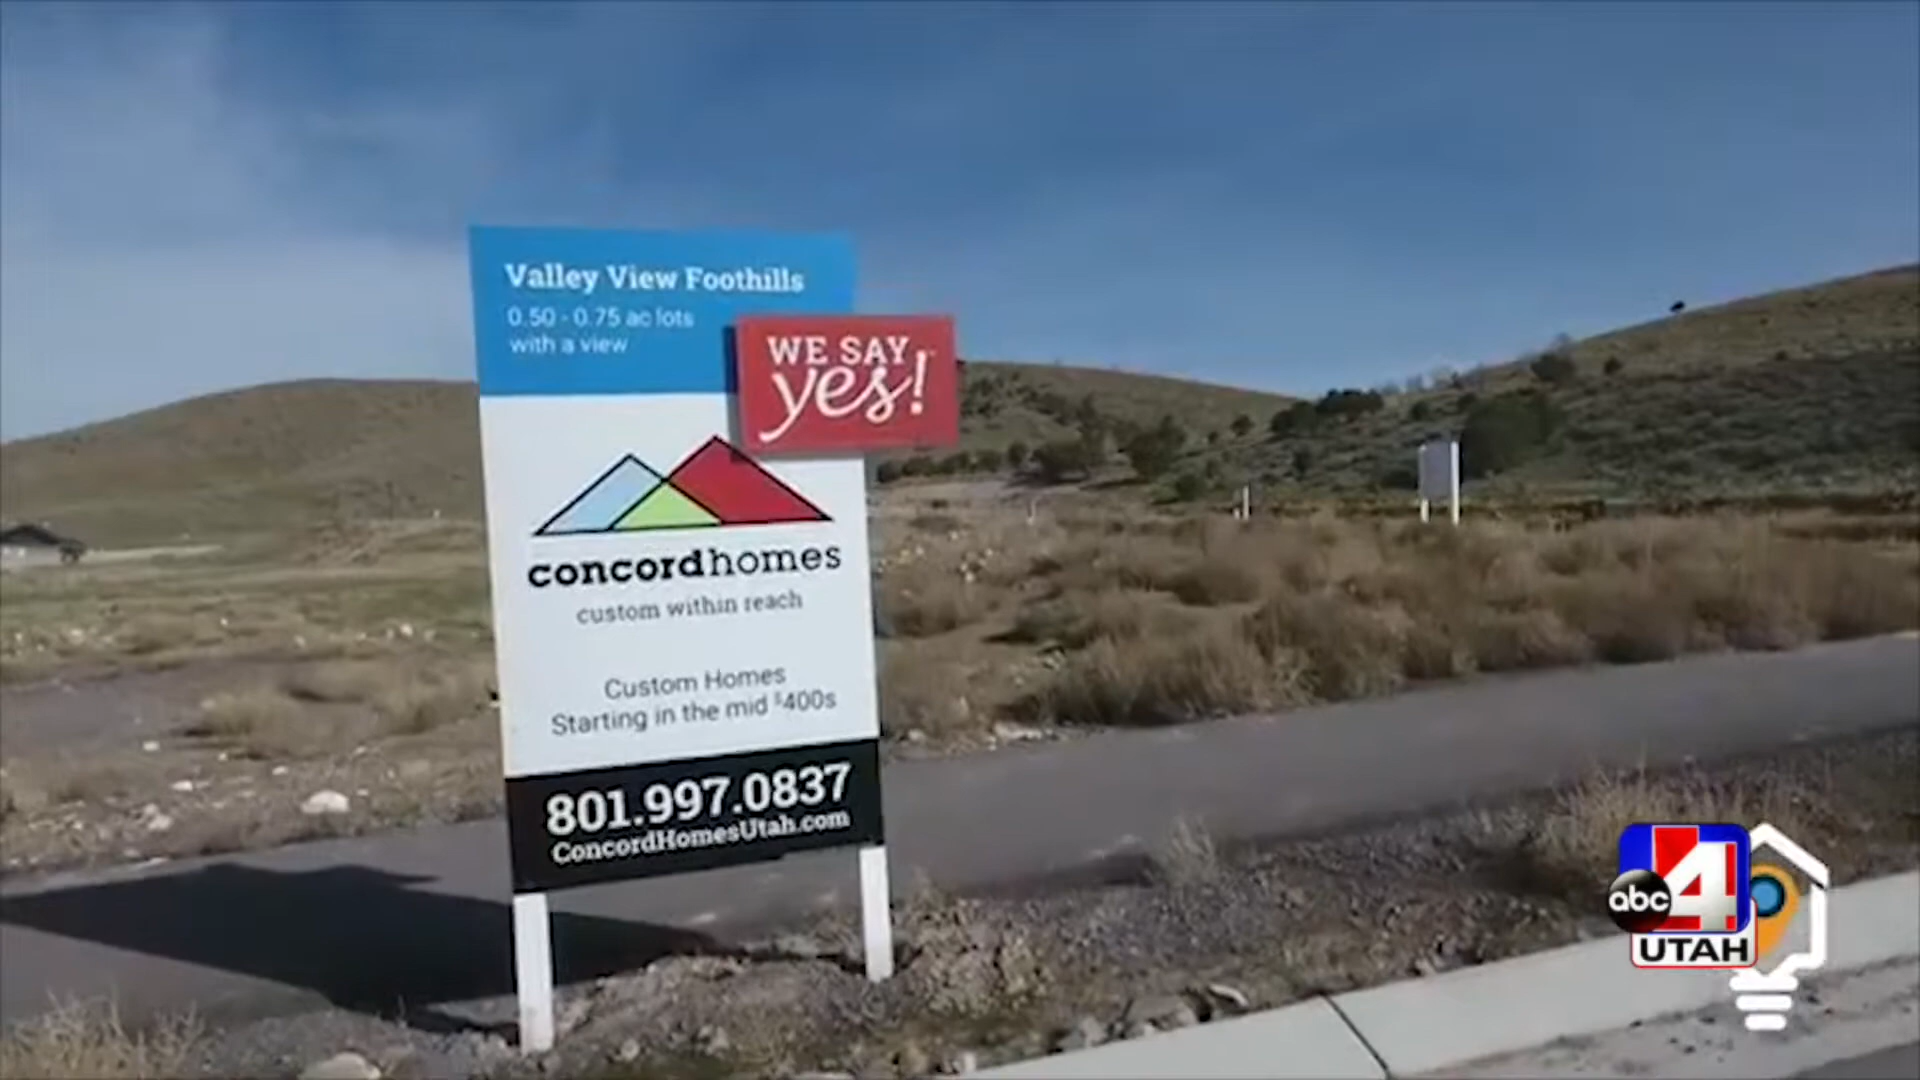 Valley View Foothills
0.50 - 0.75 ac lots
with a view
WE SAY
yes!
concordhomes
custom within reach
Custom Homes
Starting in the mid $400s
801.997.0837
ConcordHomesUtah.com
abc
4
UTAH